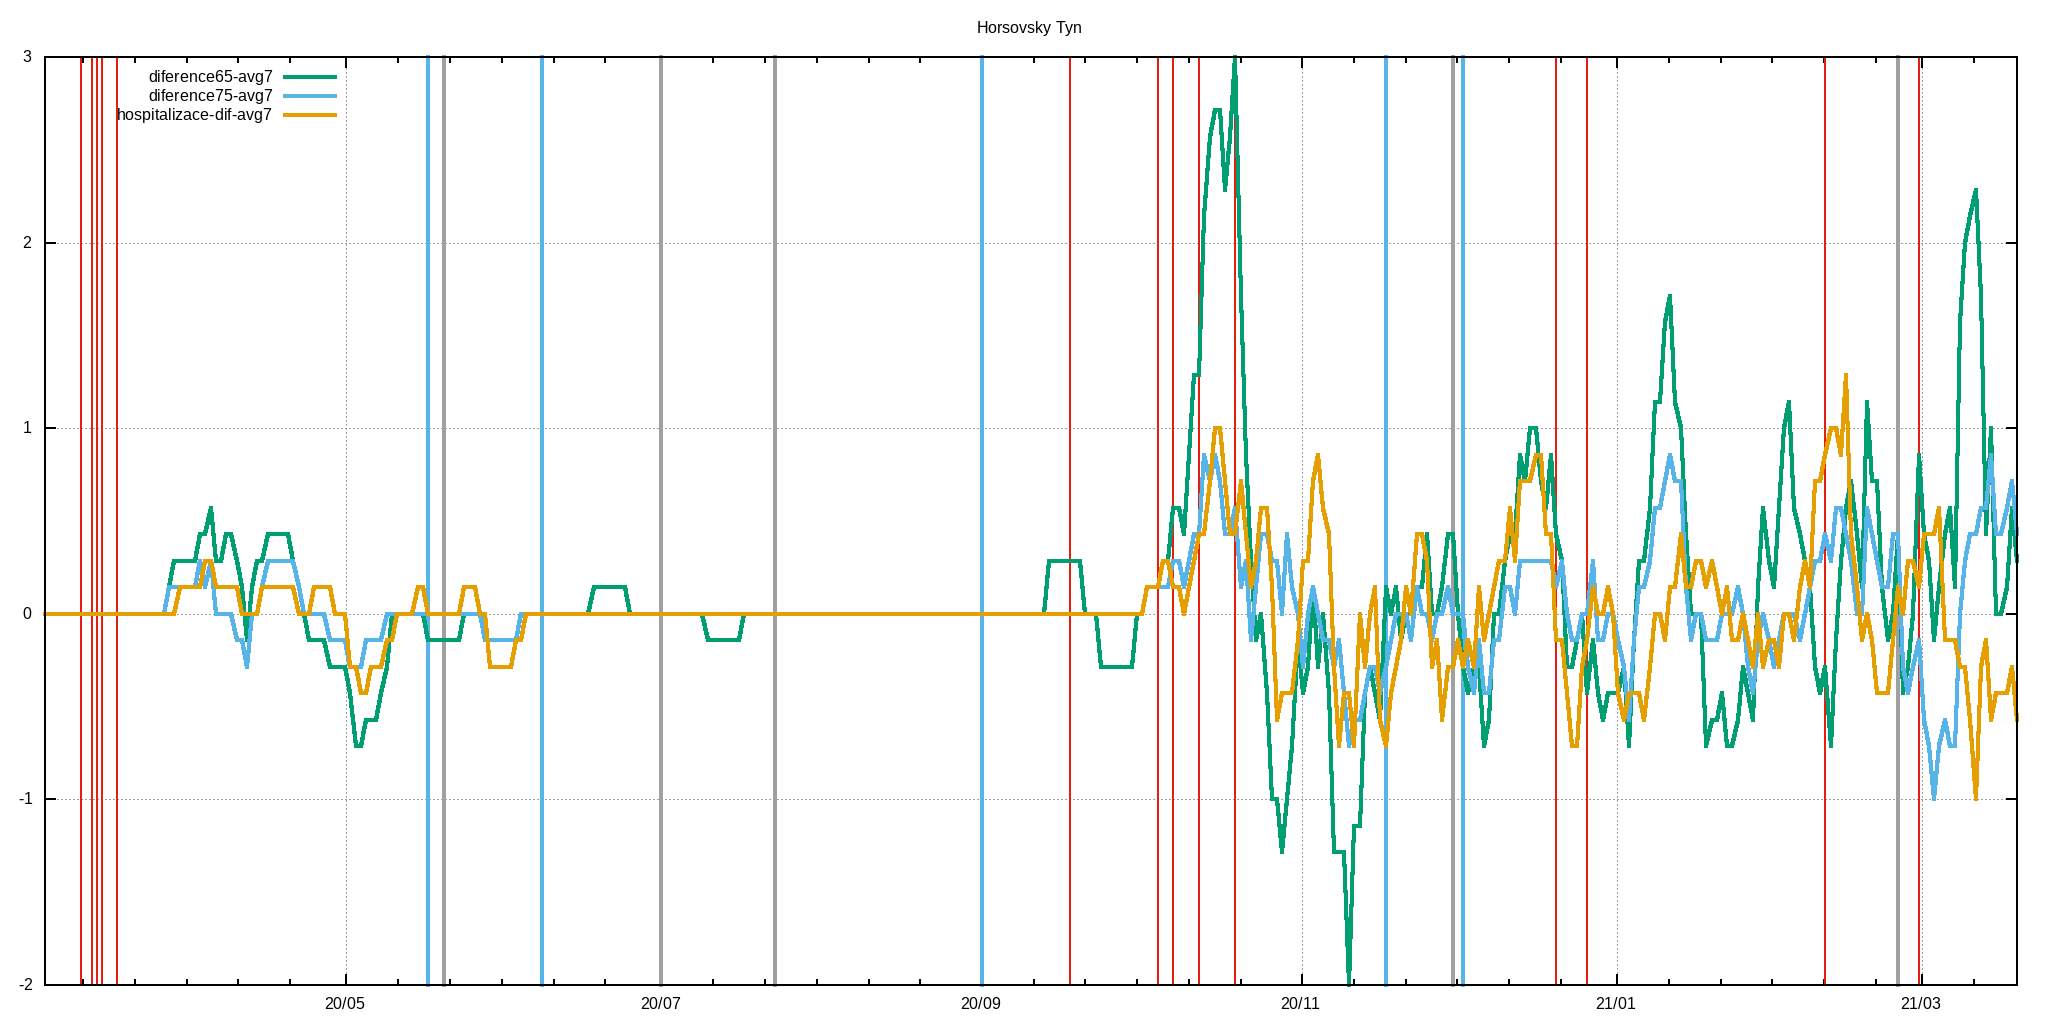 Horsovsky Tyn
3
diference65-avg7
diference75-avg7
hospitalizace-dif-avg7
2
1
0
-1
-2
20/05 20/07 20/09 20/11 21/01 21/03